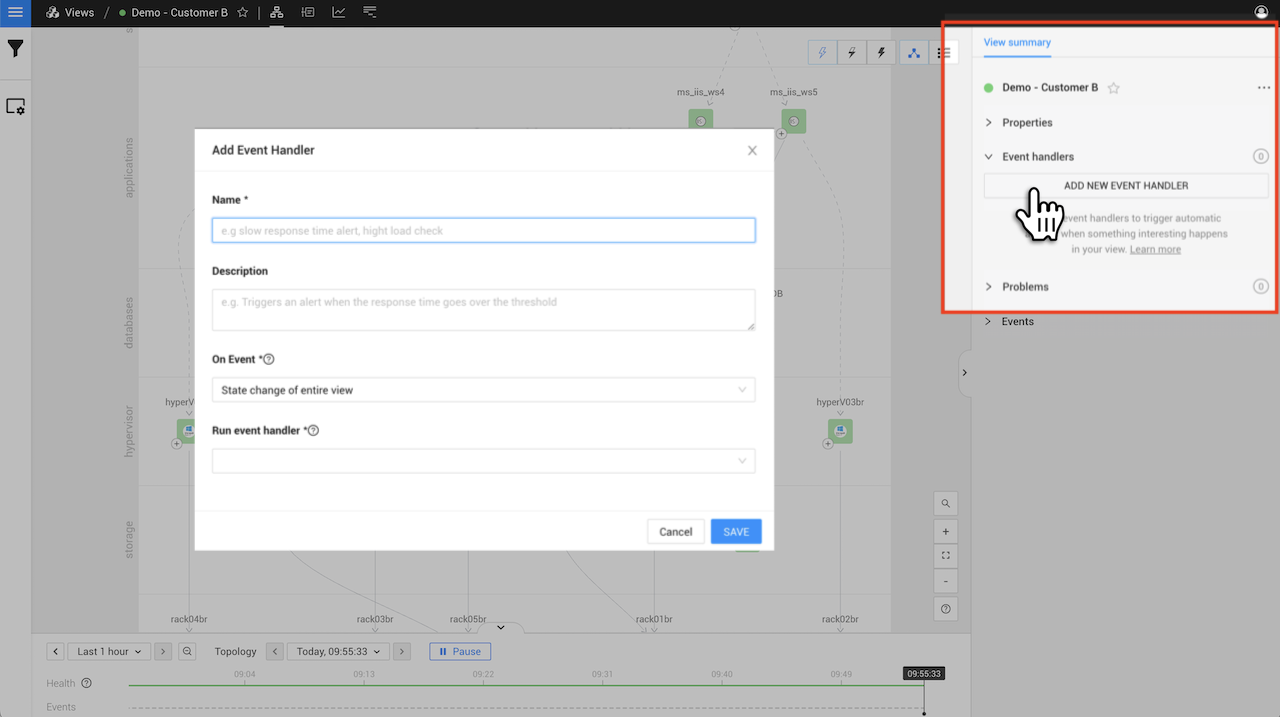 Views / Demo - Customer B
View summary
Demo - Customer B
Properties
Event handlers 0
ADD NEW EVENT HANDLER
event handlers to trigger automatic
when something interesting happens
in your view. Learn more
Problems 0
Events
ms_iis_ws4 ms_iis_ws5
applications
databases
hypervisor
storage
Add Event Handler
Name *
e.g slow response time alert, hight load check
Description
e.g. Triggers an alert when the response time goes over the threshold
On Event *
State change of entire view
Run event handler *
Cancel SAVE
DB
hyperV03br
rack04br rack03br rack05br rack01br rack02br
Last 1 hour Topology Today, 09:55:33 Pause
09:04 09:13 09:22 09:31 09:40 09:49 09:55:33
Health
Events